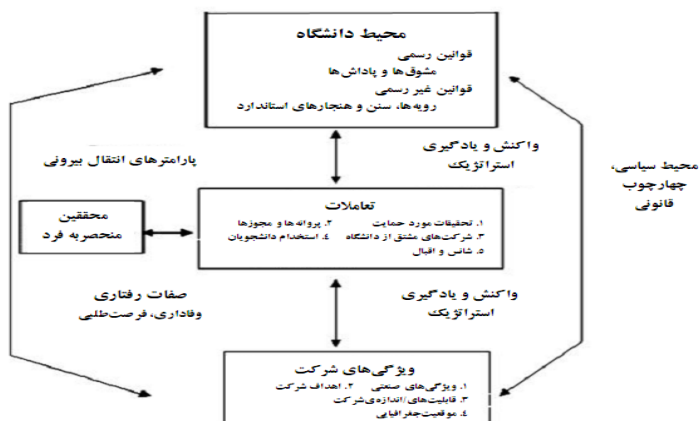 محیط دانشگاه
قوانین رسمی
مشوق‌ها و پاداش‌ها
قوانین غیر رسمی
رویه‌ها، سنن و هنجارهای استاندارد
واکنش و یادگیری
استراتژیک
پارامترهای انتقال بیرونی
محیط سیاسی،
چهارچوب
قانونی
تعاملات
۱. تحقیقات مورد حمایت ۲. پروانه‌ها و مجوزها
۳. شرکت‌های مشتق از دانشگاه ۴. استخدام دانشجویان
۵. شانس و اقبال
محققین
منحصربه فرد
واکنش و یادگیری
استراتژیک
صفات رفتاری
وفاداری، فرصت‌طلبی
ویژگی‌های شرکت
۱. ویژگی‌های صنعتی ۲. اهداف شرکت
۳. قابلیت‌های/اندازه‌ی‌شرکت
٤. موقعیت‌جغرافیایی